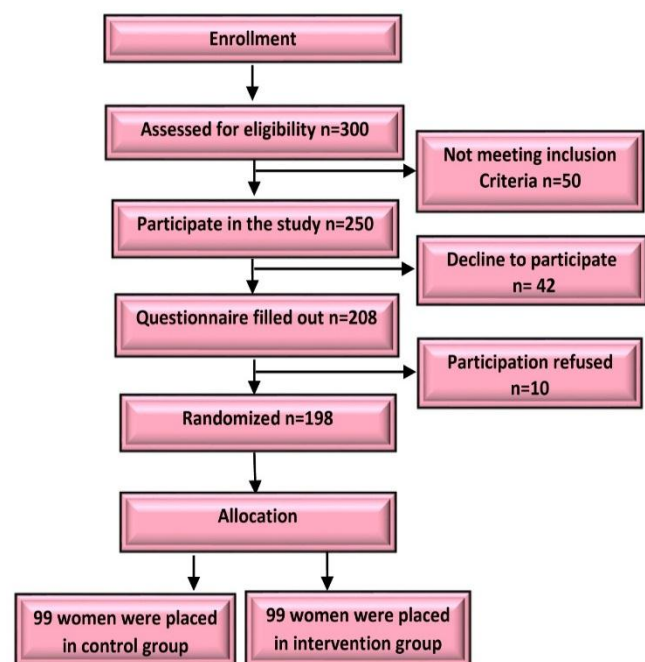 Enrollment
Assessed for eligibility n=300
Not meeting inclusion
Criteria n=50
Participate in the study n=250
Decline to participate
n= 42
Questionnaire filled out n=208
Participation refused
n=10
Randomized n=198
Allocation
99 women were placed
in control group
99 women were placed
in intervention group